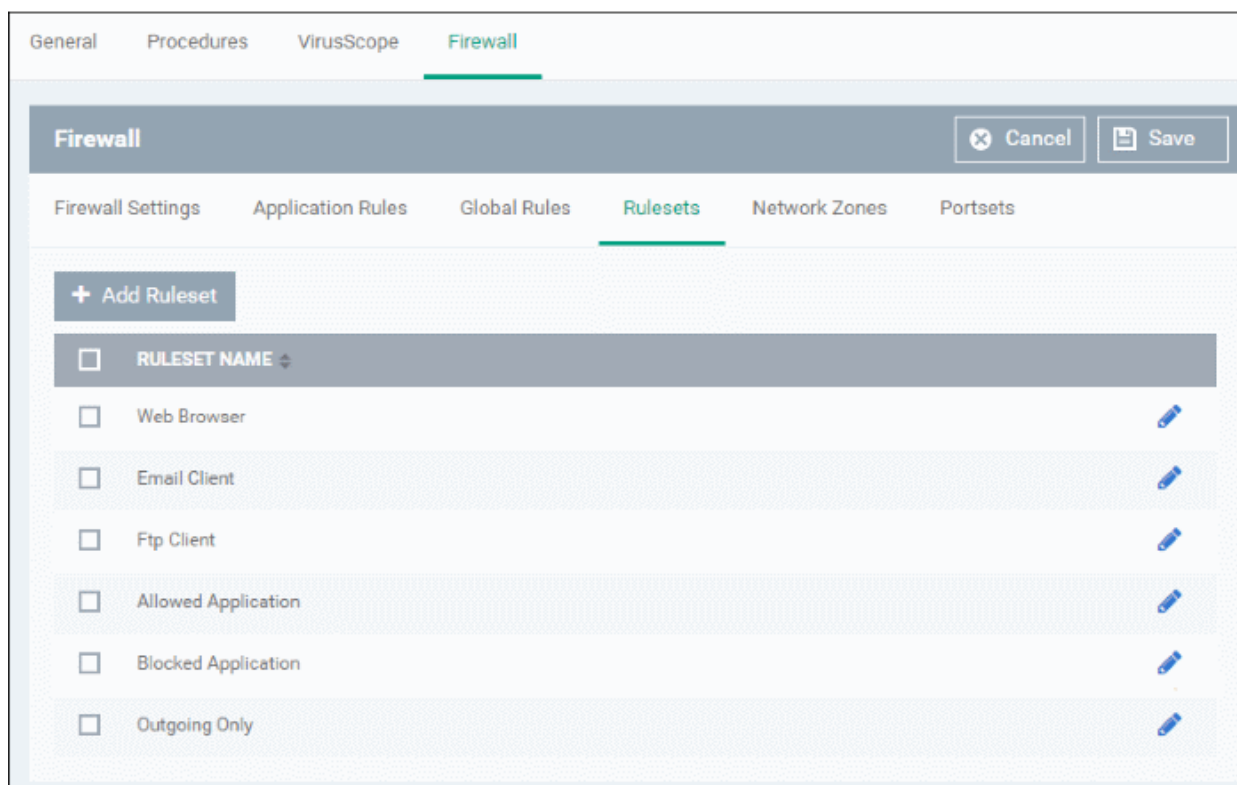 General Procedures VirusScope Firewall
Firewall Cancel Save
Firewall Settings Application Rules Global Rules Rulesets Network Zones Portsets
+ Add Ruleset
RULESET NAME
Web Browser
Email Client
Ftp Client
Allowed Application
Blocked Application
Outgoing Only